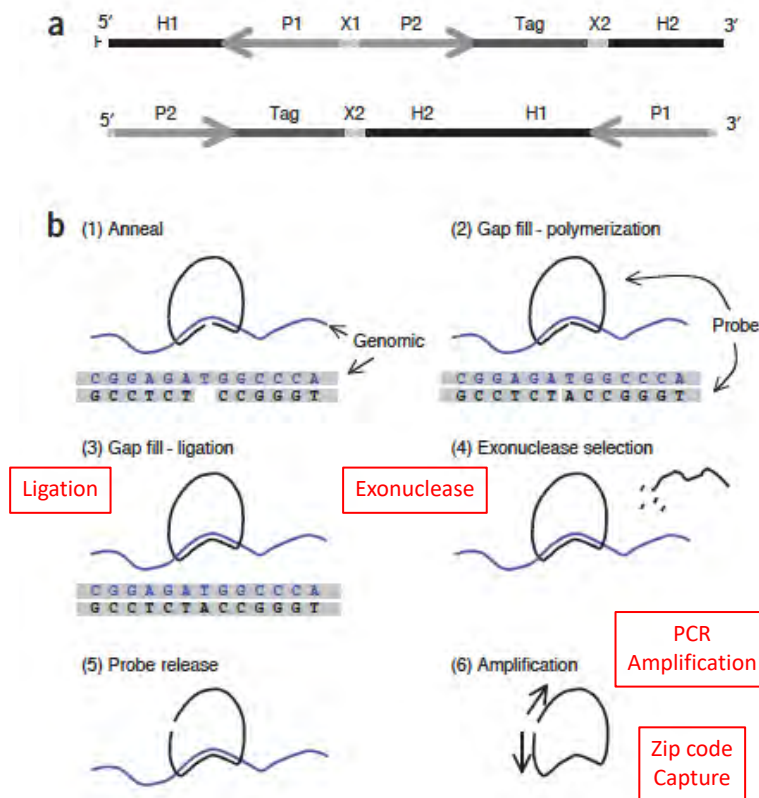 a
5′ H1 P1 X1 P2 Tag X2 H2 3′
5′ P2 Tag X2 H2 H1 P1 3′
b
(1) Anneal
(2) Gap fill - polymerization
Genomic
Probe
CGGAGATGGCCCA
GCCTCT CCGGGT
CGGAGATGGCCCA
GCCTCTACCGGGT
(3) Gap fill - ligation
(4) Exonuclease selection
Ligation
Exonuclease
CGGAGATGGCCCA
GCCTCTACCGGGT
(5) Probe release
(6) Amplification
PCR
Amplification
Zip code
Capture